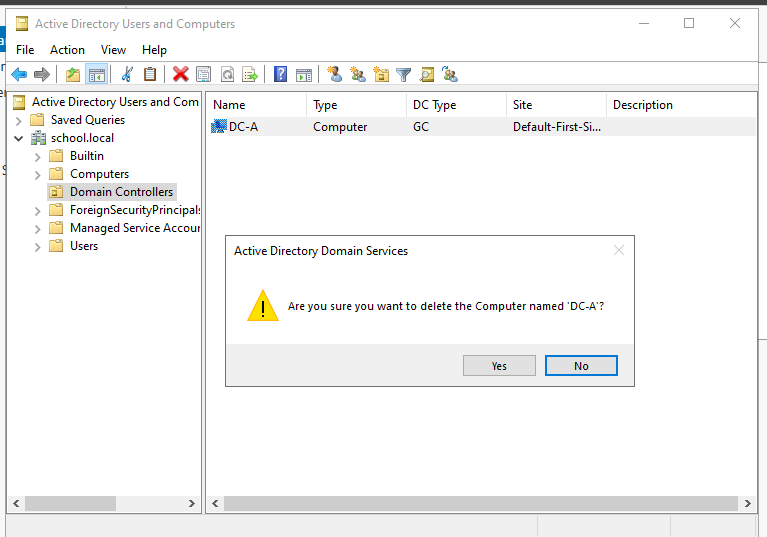 Active Directory Users and Computers
File Action View Help
Active Directory Users and Com
Saved Queries
school.local
Builtin
Computers
Domain Controllers
ForeignSecurityPrincipals
Managed Service Accour
Users
Name Type DC Type Site Description
DC-A Computer GC Default-First-Si...
Active Directory Domain Services
Are you sure you want to delete the Computer named 'DC-A'?
Yes No